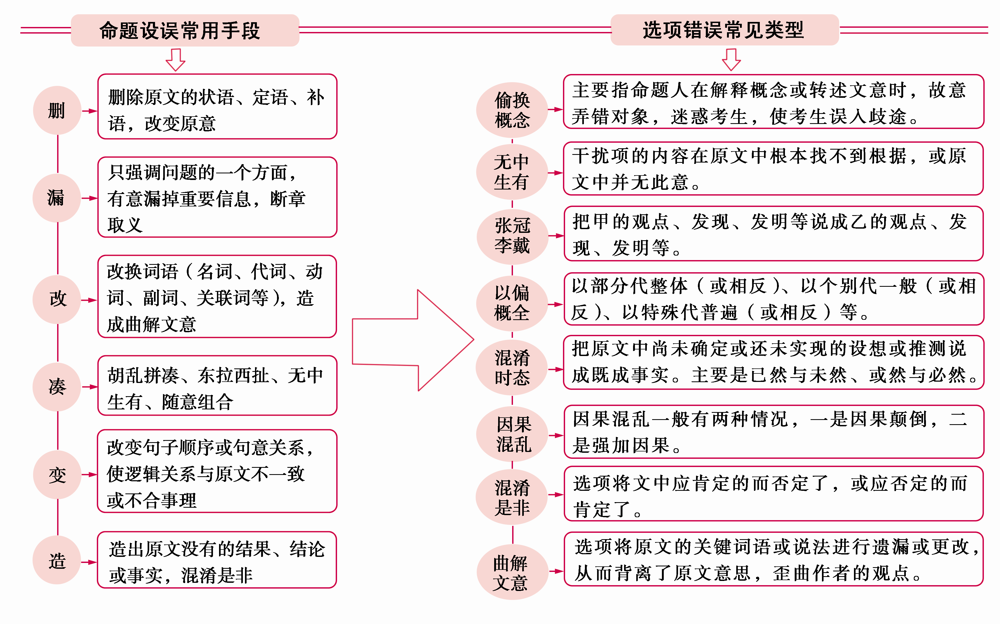 命题设误常用手段
删
删除原文的状语、定语、补
语，改变原意
漏
只强调问题的一个方面，
有意漏掉重要信息，断章
取义
改
改换词语（名词、代词、动
词、副词、关联词等），造
成曲解文意
凑
胡乱拼凑、东拉西扯、无中
生有、随意组合
变
改变句子顺序或句意关系，
使逻辑关系与原文不一致
或不合事理
造
造出原文没有的结果、结论
或事实，混淆是非
选项错误常见类型
偷换
概念
主要指命题人在解释概念或转述文意时，故意
弄错对象，迷惑考生，使考生误入歧途。
无中
生有
干扰项的内容在原文中根本找不到根据，或原
文中并无此意。
张冠
李戴
把甲的观点、发现、发明等说成乙的观点、发
现、发明等。
以偏
概全
以部分代整体（或相反）、以个别代一般（或相
反）、以特殊代普遍（或相反）等。
混淆
时态
把原文中尚未确定或还未实现的设想或推测说
成既成事实。主要是已然与未然、或然与必然。
因果
混乱
因果混乱一般有两种情况，一是因果颠倒，二
是强加因果。
混淆
是非
选项将文中应肯定的而否定了，或应否定的而
肯定了。
曲解
文意
选项将原文的关键词语或说法进行遗漏或更改，
从而背离了原文意思，歪曲作者的观点。